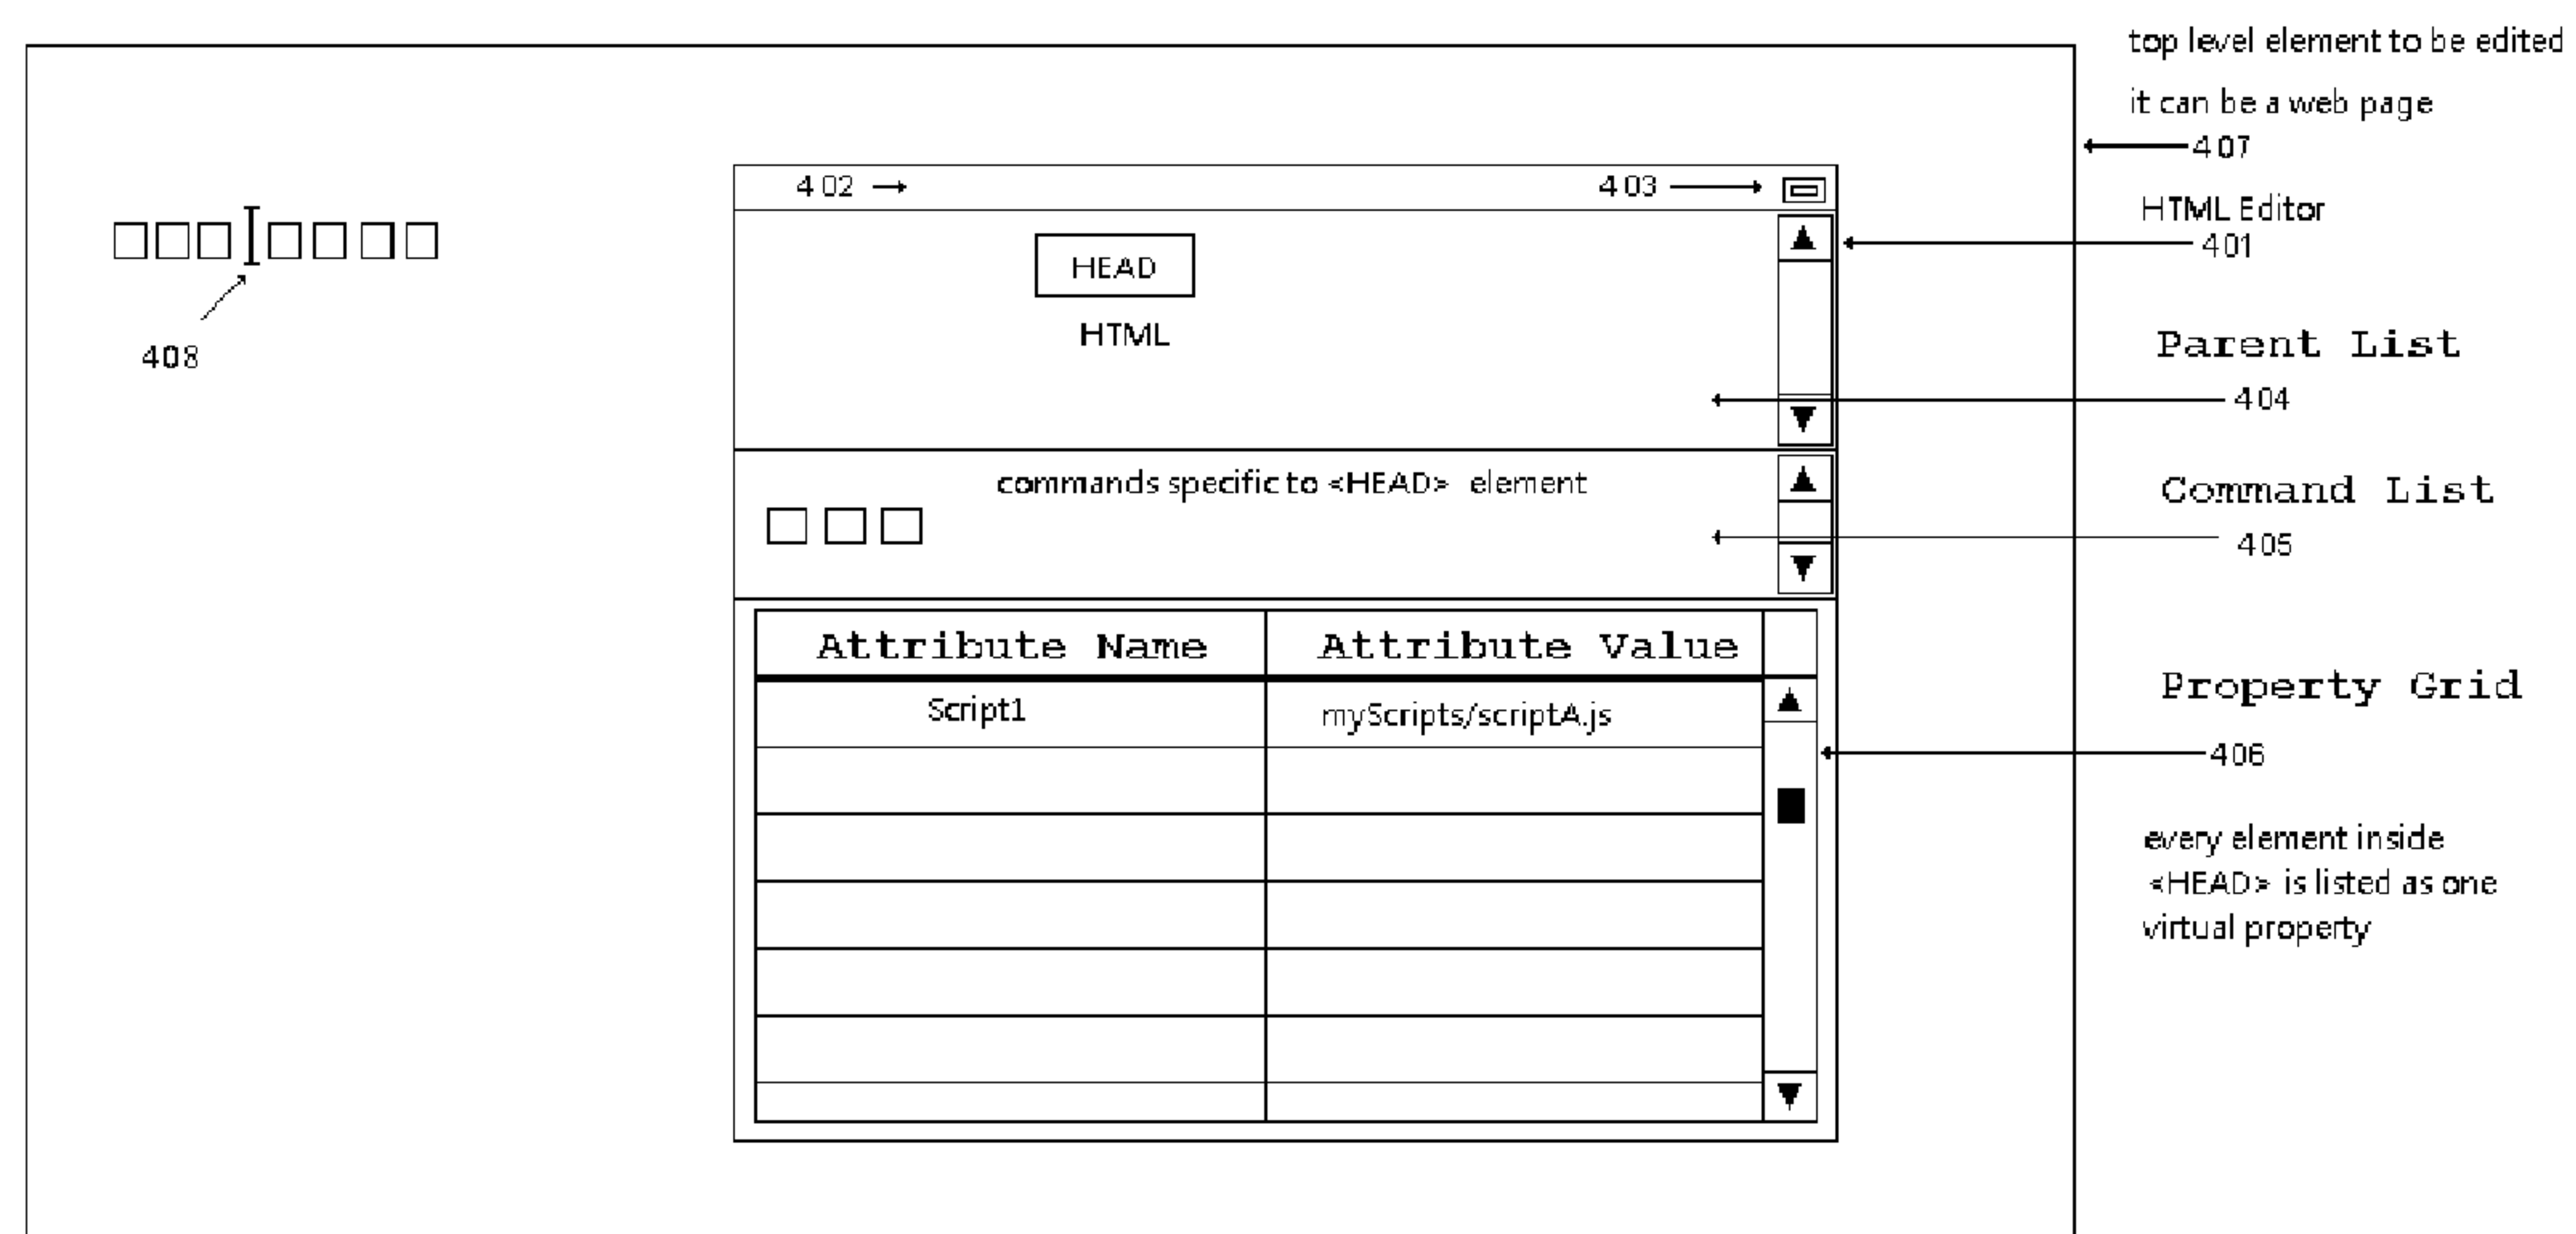 top level element to be edited
it can be a web page
407
402
403
HTML Editor
401
HEAD
HTML
408
Parent List
404
commands specific to <HEAD> element
Command List
405
Attribute Name Attribute Value
Script1 myScripts/scriptA.js
Property Grid
406
every element inside
<HEAD> is listed as one
virtual property